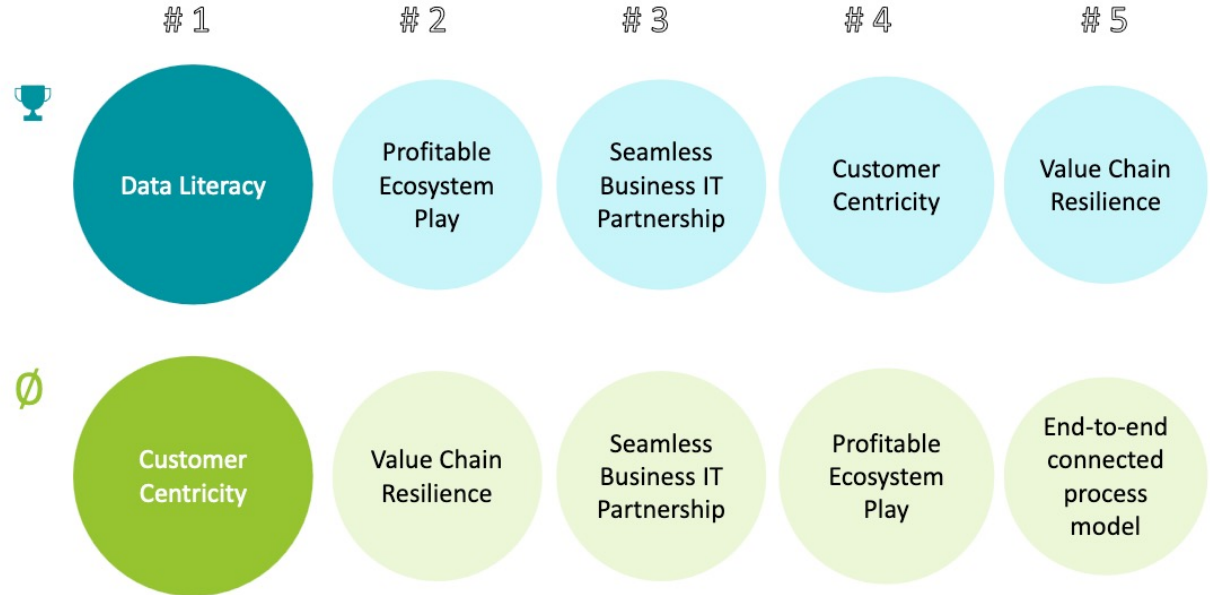 # 1
# 2
# 3
# 4
# 5
Data Literacy
Profitable
Ecosystem
Play
Seamless
Business IT
Partnership
Customer
Centricity
Value Chain
Resilience
Ø
Customer
Centricity
Value Chain
Resilience
Seamless
Business IT
Partnership
Profitable
Ecosystem
Play
End-to-end
connected
process
model